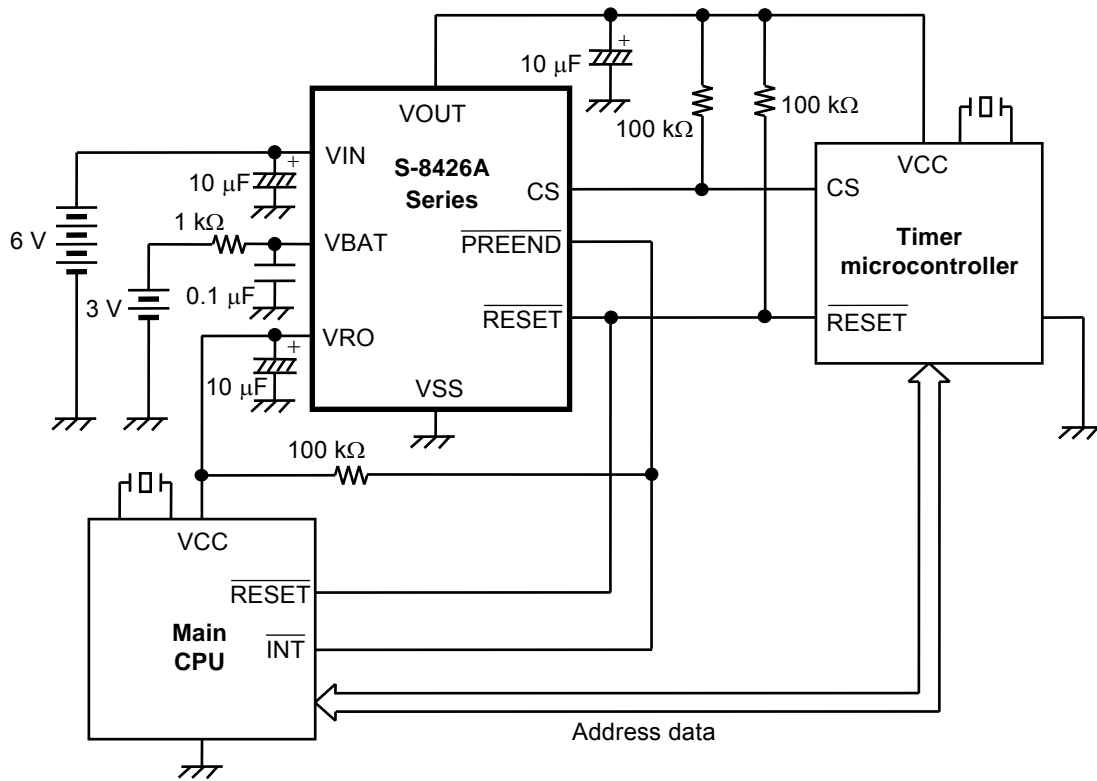 +
10 μF
100 kΩ
100 kΩ
VOUT
VIN
+
10 μF
S-8426A
Series
CS
VCC
CS
6 V
1 kΩ
VBAT
PREEND
Timer
microcontroller
0.1 μF
3 V
RESET
RESET
VRO
+
10 μF
VSS
100 kΩ
VCC
RESET
Main
CPU
INT
Address data